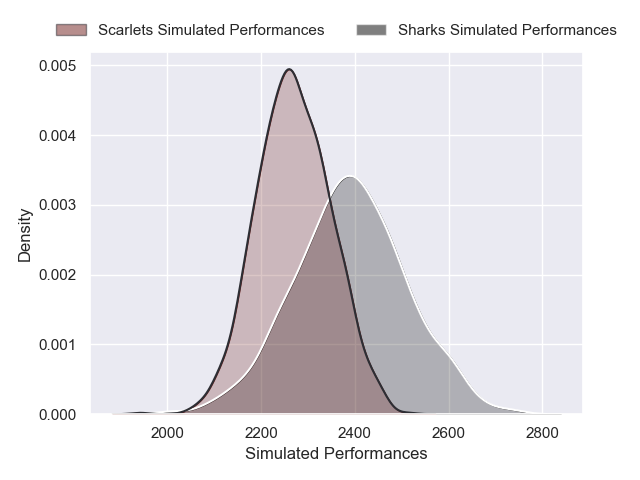 Scarlets Simulated Performances Sharks Simulated Performances
0.005
0.004
0.003
0.002
0.001
0.000
Density
2000 2200 2400 2600 2800
Simulated Performances